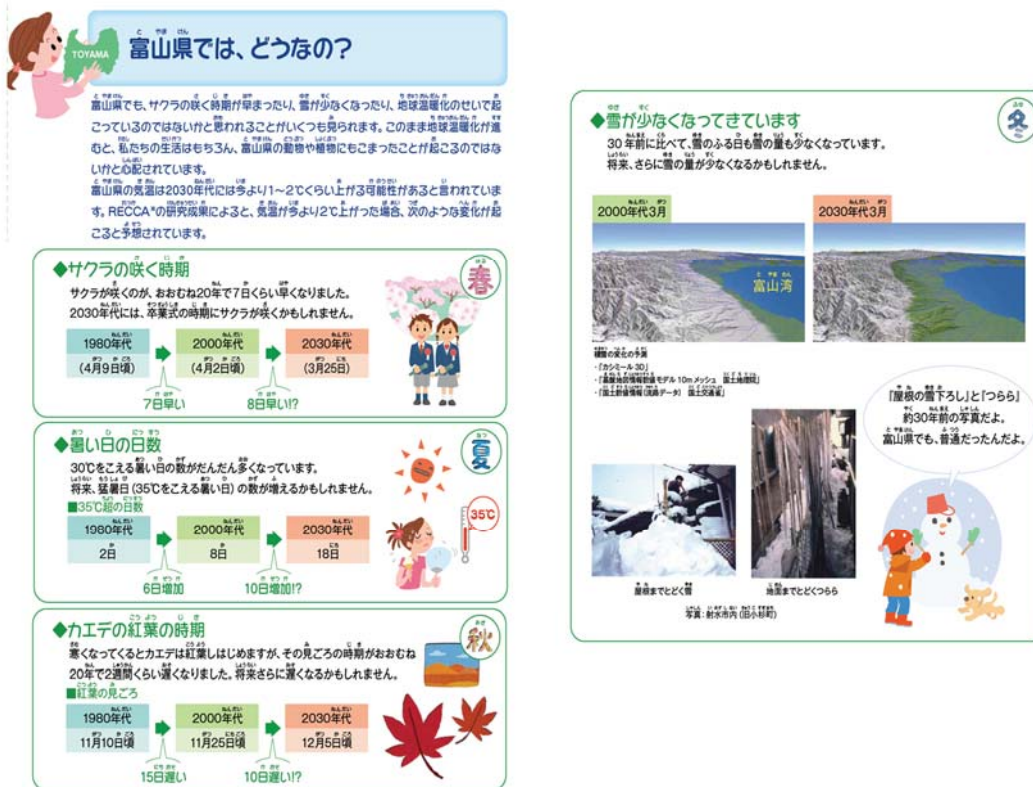 TOYAMA
富山県では、どうなの?
富山県でも、サクラの咲く時期が早まったり、雪が少なくなったり、地球温暖化のせいで起
こっているのではないかと思われることがいくつも見られます。このまま地球温暖化が進
むと、私たちの生活はもちろん、富山県の動物や植物にもこまったことが起こるのではな
いかと心配されています。
富山県の気温は2030年代には今より1～2℃くらい上がる可能性があると言われていま
す。RECCA*の研究成果によると、気温が今より2℃上がった場合、次のような変化が起
こると予想されています。
◆サクラの咲く時期
春
サクラが咲くのが、おおむね20年で7日くらい早くなりました。
2030年代には、卒業式の時期にサクラが咲くかもしれません。
1980年代
(4月9日頃)
2000年代
(4月2日頃)
2030年代
(3月25日)
7日早い
8日早い!?
◆暑い日の日数
夏
30℃をこえる暑い日の数がだんだん多くなっています。
将来、猛暑日(35℃をこえる暑い日)の数が増えるかもしれません。
■35℃超の日数
35℃
1980年代
2日
2000年代
8日
2030年代
18日
6日増加
10日増加!?
◆カエデの紅葉の時期
秋
寒くなってくるとカエデは紅葉しはじめますが、その見ごろの時期がおおむね
20年で2週間くらい遅くなりました。将来さらに遅くなるかもしれません。
■紅葉の見ごろ
1980年代
11月10日頃
2000年代
11月25日頃
2030年代
12月5日頃
15日遅い
10日遅い!?
◆雪が少なくなってきています
冬
30年前に比べて、雪のふる日も雪の量も少なくなっています。
将来、さらに雪の量が少なくなるかもしれません。
2000年代3月
2030年代3月
富山湾
積雪の変化の予測
・「カシミール3D」
・「基盤地図情報数値モデル 10mメッシュ 国土地理院」
・「国土数値情報(流路データ) 国土交通省」
『屋根の雪下ろし』と『つらら』
約30年前の写真だよ。
富山県でも、普通だったんだよ。
屋根までとどく雪
地面までとどくつらら
写真:射水市内(旧小杉町)